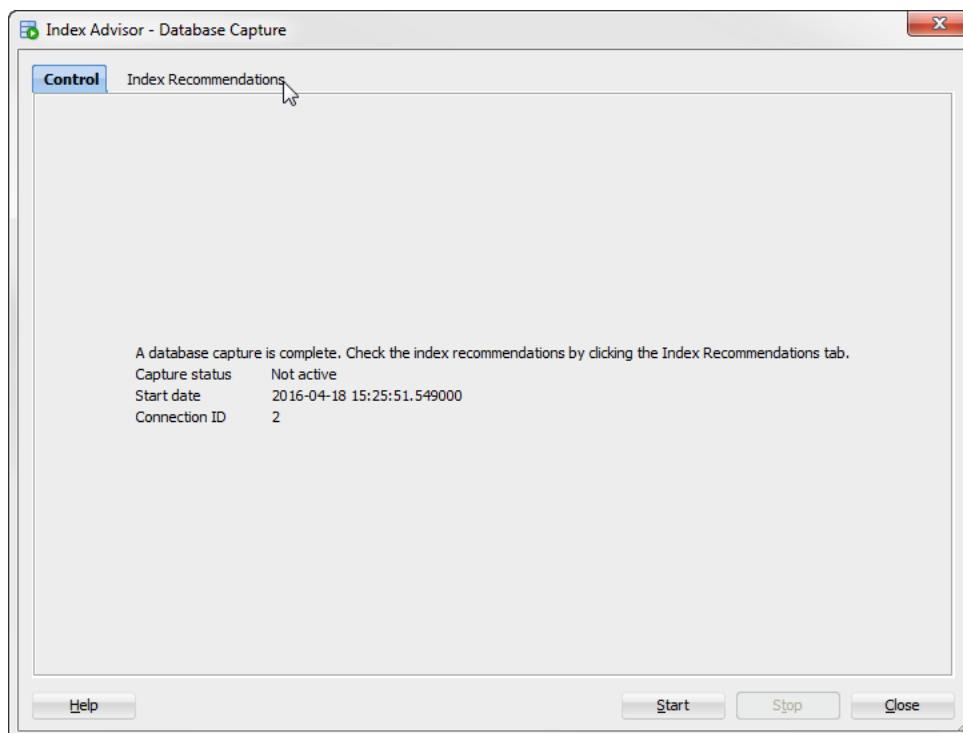 Index Advisor - Database Capture
Control Index Recommendations
A database capture is complete. Check the index recommendations by clicking the Index Recommendations tab.
Capture status Not active
Start date 2016-04-18 15:25:51.549000
Connection ID 2
Help Start Stop Close